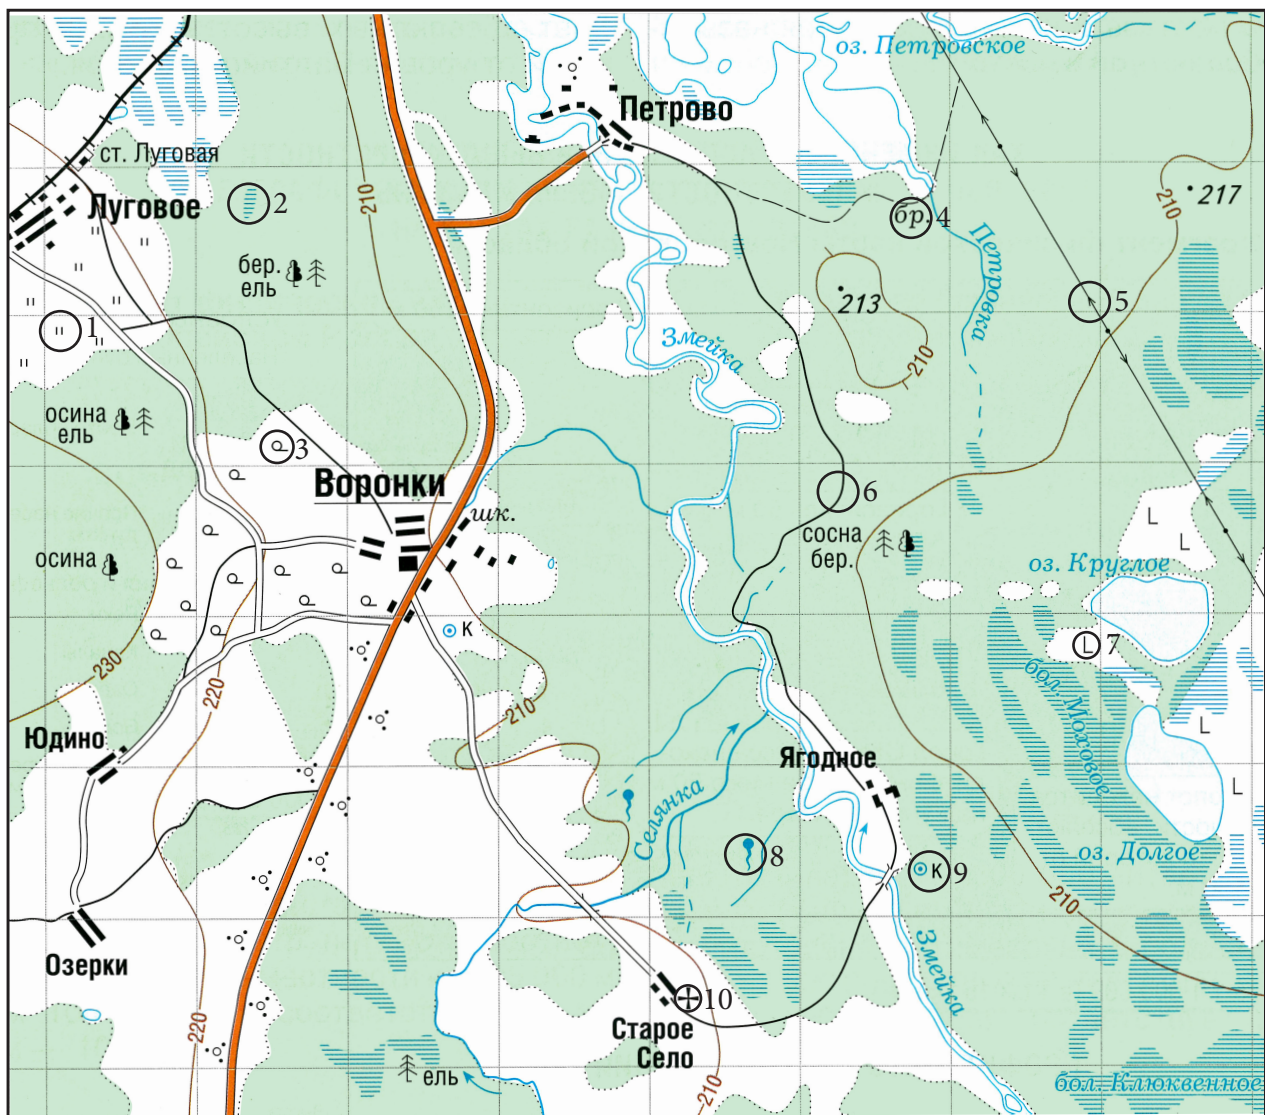 оз. Петровское
Петрово
ст. Луговая
Луговое
210
2
бр. 4
210
217
Петровка
бер.
ель
213
5
1
Змейка
210
осина
ель
3
Воронки
шк.
6
сосна
бер.
L
L
осина
оз. Круглое
К
L 7
230
220
210
бол. Моховое
L
Юдино
Ягодное
L
Селянка
8
оз. Долгое
К 9
210
Озерки
Змейка
10
220
Старое
Село
ель
210
бол. Клюквенное